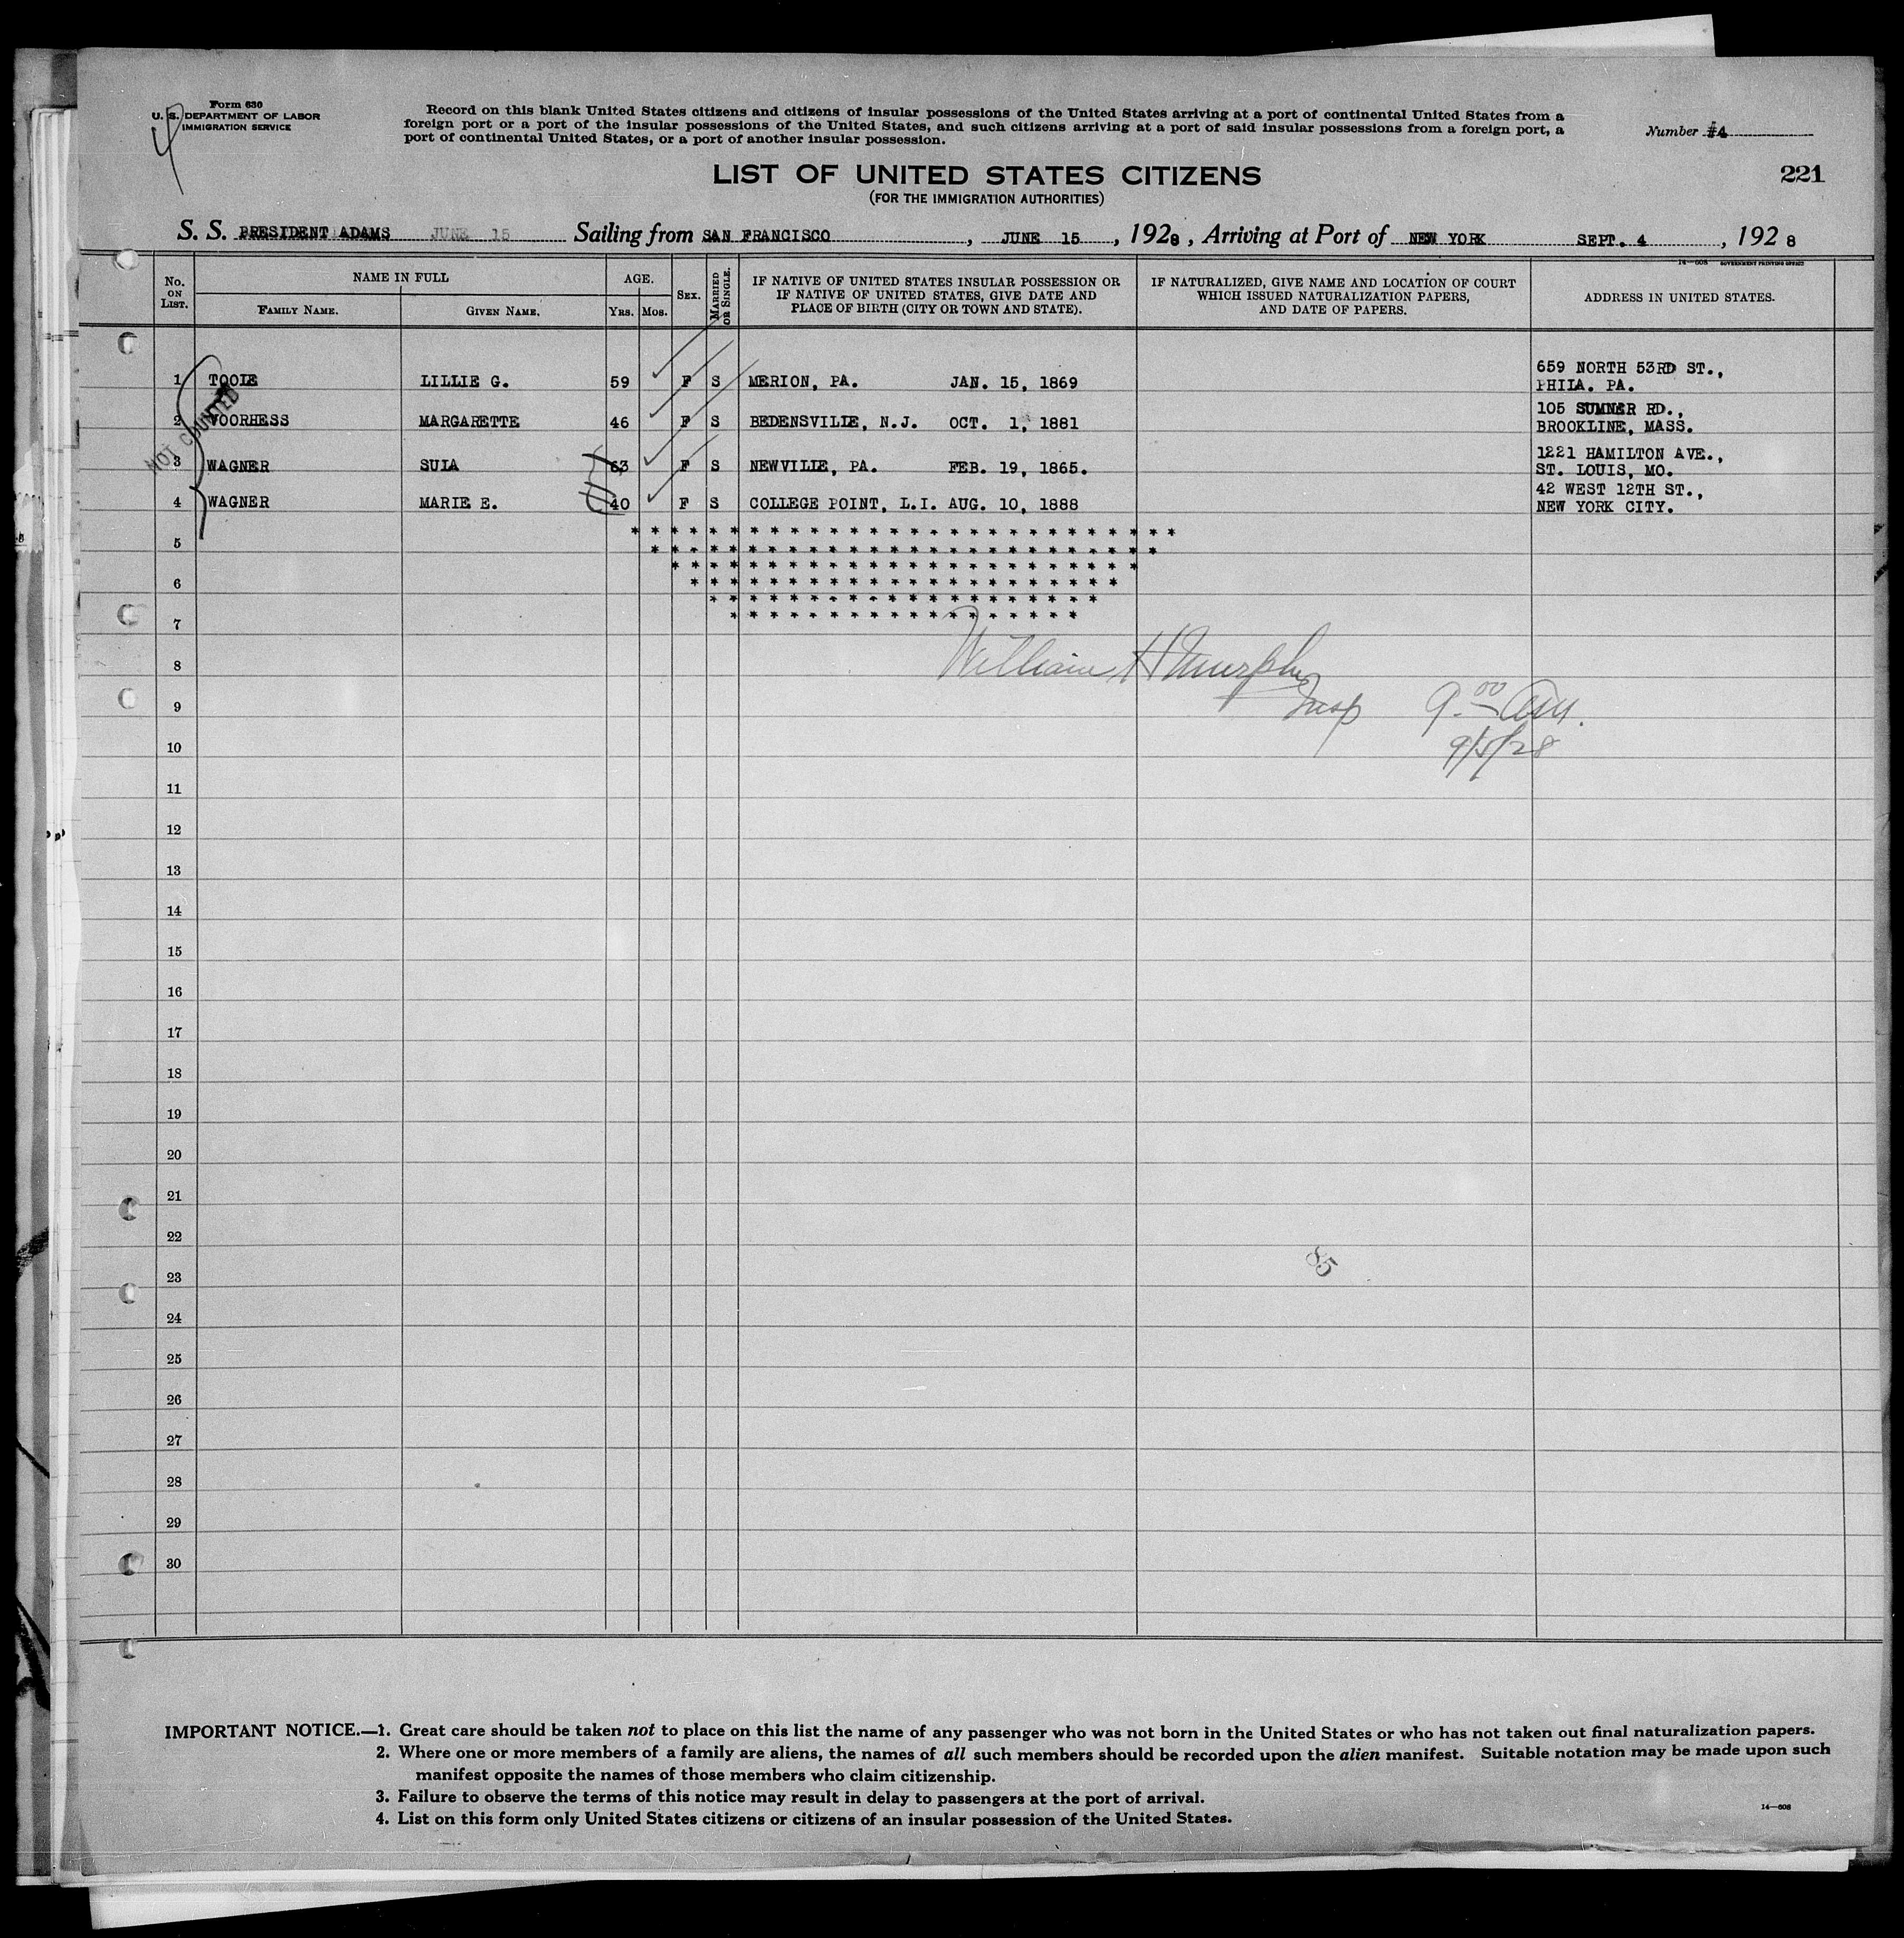 Form 630
U. S. DEPARTMENT OF LABOR
IMMIGRATION SERVICE
4
Record on this blank United States citizens and citizens of insular possessions of the United States arriving at a port of continental United States from a
foreign port or a port of the insular possessions of the United States, and such citizens arriving at a port of said insular possessions from a foreign port, a
port of continental United States, or a port of another insular possession.
Number #4
LIST OF UNITED STATES CITIZENS
221
(FOR THE IMMIGRATION AUTHORITIES)
S. S. PRESIDENT ADAMS JUNE 15 Sailing from SAN FRANCISCO, JUNE 15, 1928, Arriving at Port of NEW YORK SEPT. 4, 1928
14—608 GOVERNMENT PRINTING OFFICE
No. ON LIST. NAME IN FULL FAMILY NAME. GIVEN NAME. AGE. YRS. MOS. SEX. MARRIED OR SINGLE.
IF NATIVE OF UNITED STATES INSULAR POSSESSION OR
IF NATIVE OF UNITED STATES, GIVE DATE AND
PLACE OF BIRTH (CITY OR TOWN AND STATE).
IF NATURALIZED, GIVE NAME AND LOCATION OF COURT
WHICH ISSUED NATURALIZATION PAPERS,
AND DATE OF PAPERS.
ADDRESS IN UNITED STATES.
NOT COUNTED
1 TOOLE LILLIE G. 59 F S MERION, PA. JAN. 15, 1869 659 NORTH 53RD ST.,
PHILA. PA.
2 VOORHESS MARGARETTE 46 F S BEDENSVILLE, N.J. OCT. 1, 1881 105 SUMNER RD.,
BROOKLINE, MASS.
3 WAGNER SULA 63 F S NEWVILLE, PA. FEB. 19, 1865. 1221 HAMILTON AVE.,
ST. LOUIS, MO.
4 WAGNER MARIE E. 40 F S COLLEGE POINT, L.I. AUG. 10, 1888 42 WEST 12TH ST.,
NEW YORK CITY.
5
6
7
8 William H Murphy
9 Insp 9.00 AM.
10 9/5/28
11
12
13
14
15
16
17
18
19
20
21
22
85
23
24
25
26
27
28
29
30
IMPORTANT NOTICE.—1. Great care should be taken not to place on this list the name of any passenger who was not born in the United States or who has not taken out final naturalization papers.
2. Where one or more members of a family are aliens, the names of all such members should be recorded upon the alien manifest. Suitable notation may be made upon such
manifest opposite the names of those members who claim citizenship.
3. Failure to observe the terms of this notice may result in delay to passengers at the port of arrival.
4. List on this form only United States citizens or citizens of an insular possession of the United States.
14—608